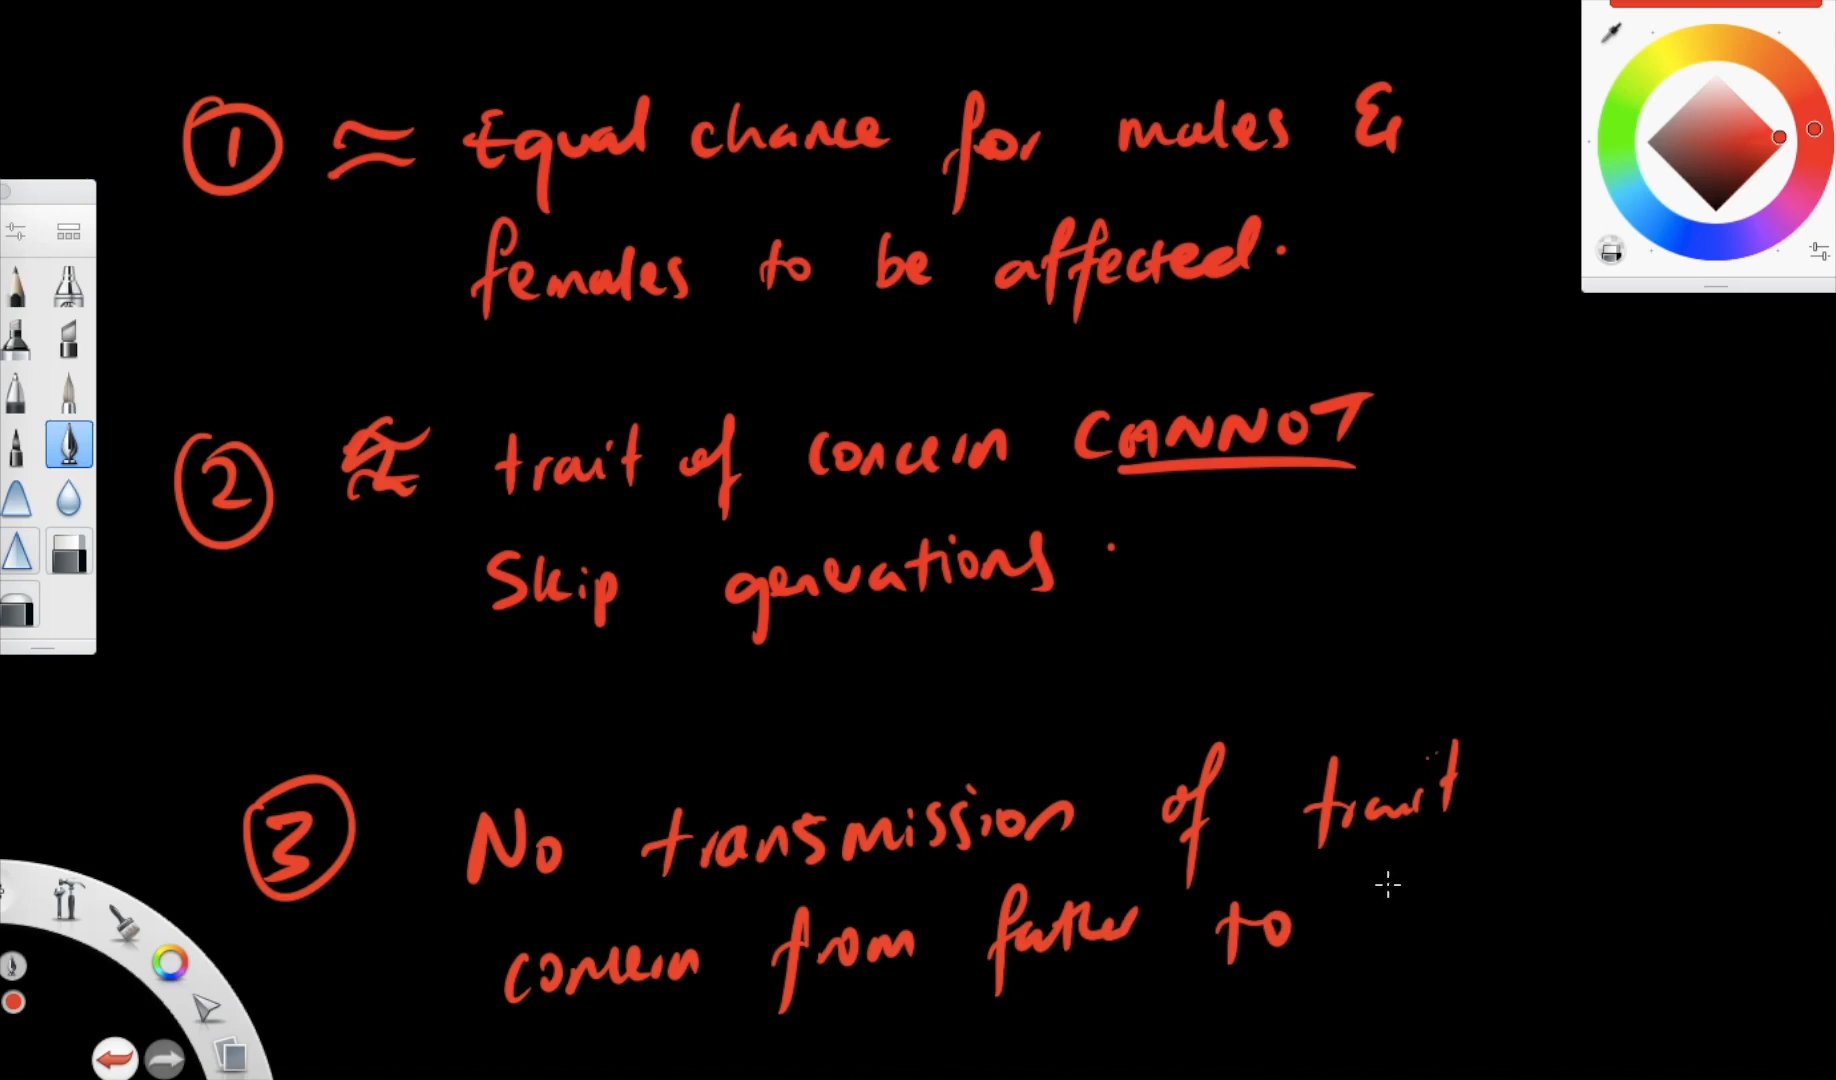 ① ≈ Equal chance for males &
females to be affected.
② trait of concern CANNOT
Skip generations.
③ No transmission of trait
concern from father to